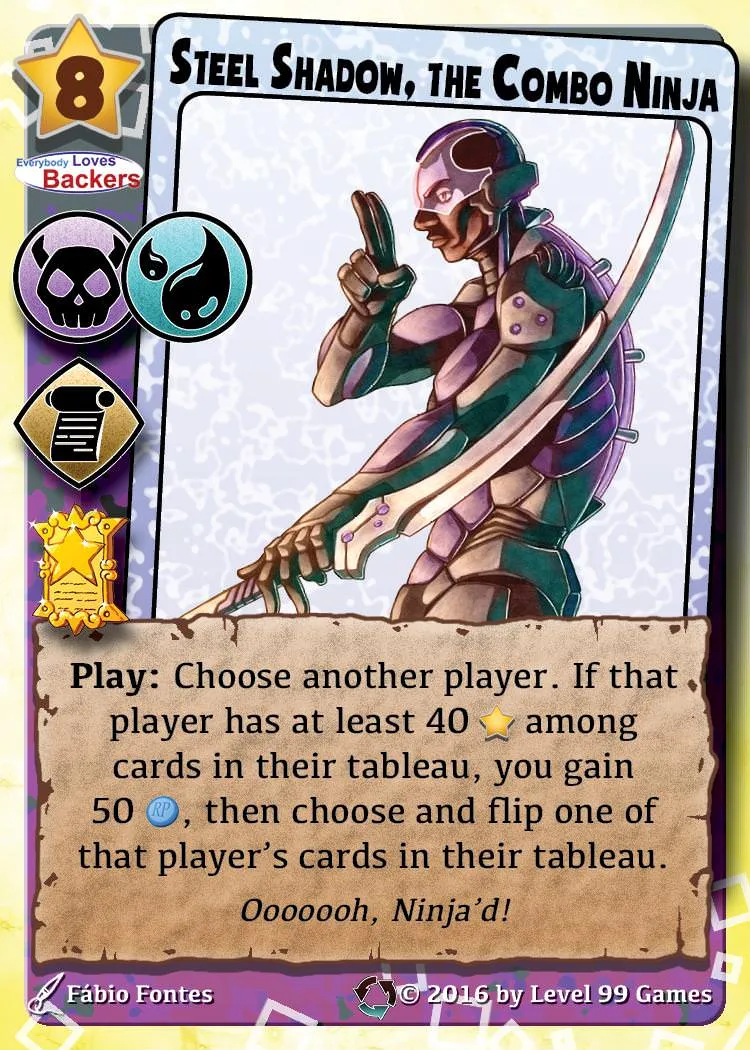 8
STEEL SHADOW, THE COMBO NINJA
Everybody Loves
Backers
Play: Choose another player. If that
player has at least 40 among
cards in their tableau, you gain
50 RP, then choose and flip one of
that player's cards in their tableau.
Ooooooh, Ninja'd!
Fábio Fontes
© 2016 by Level 99 Games